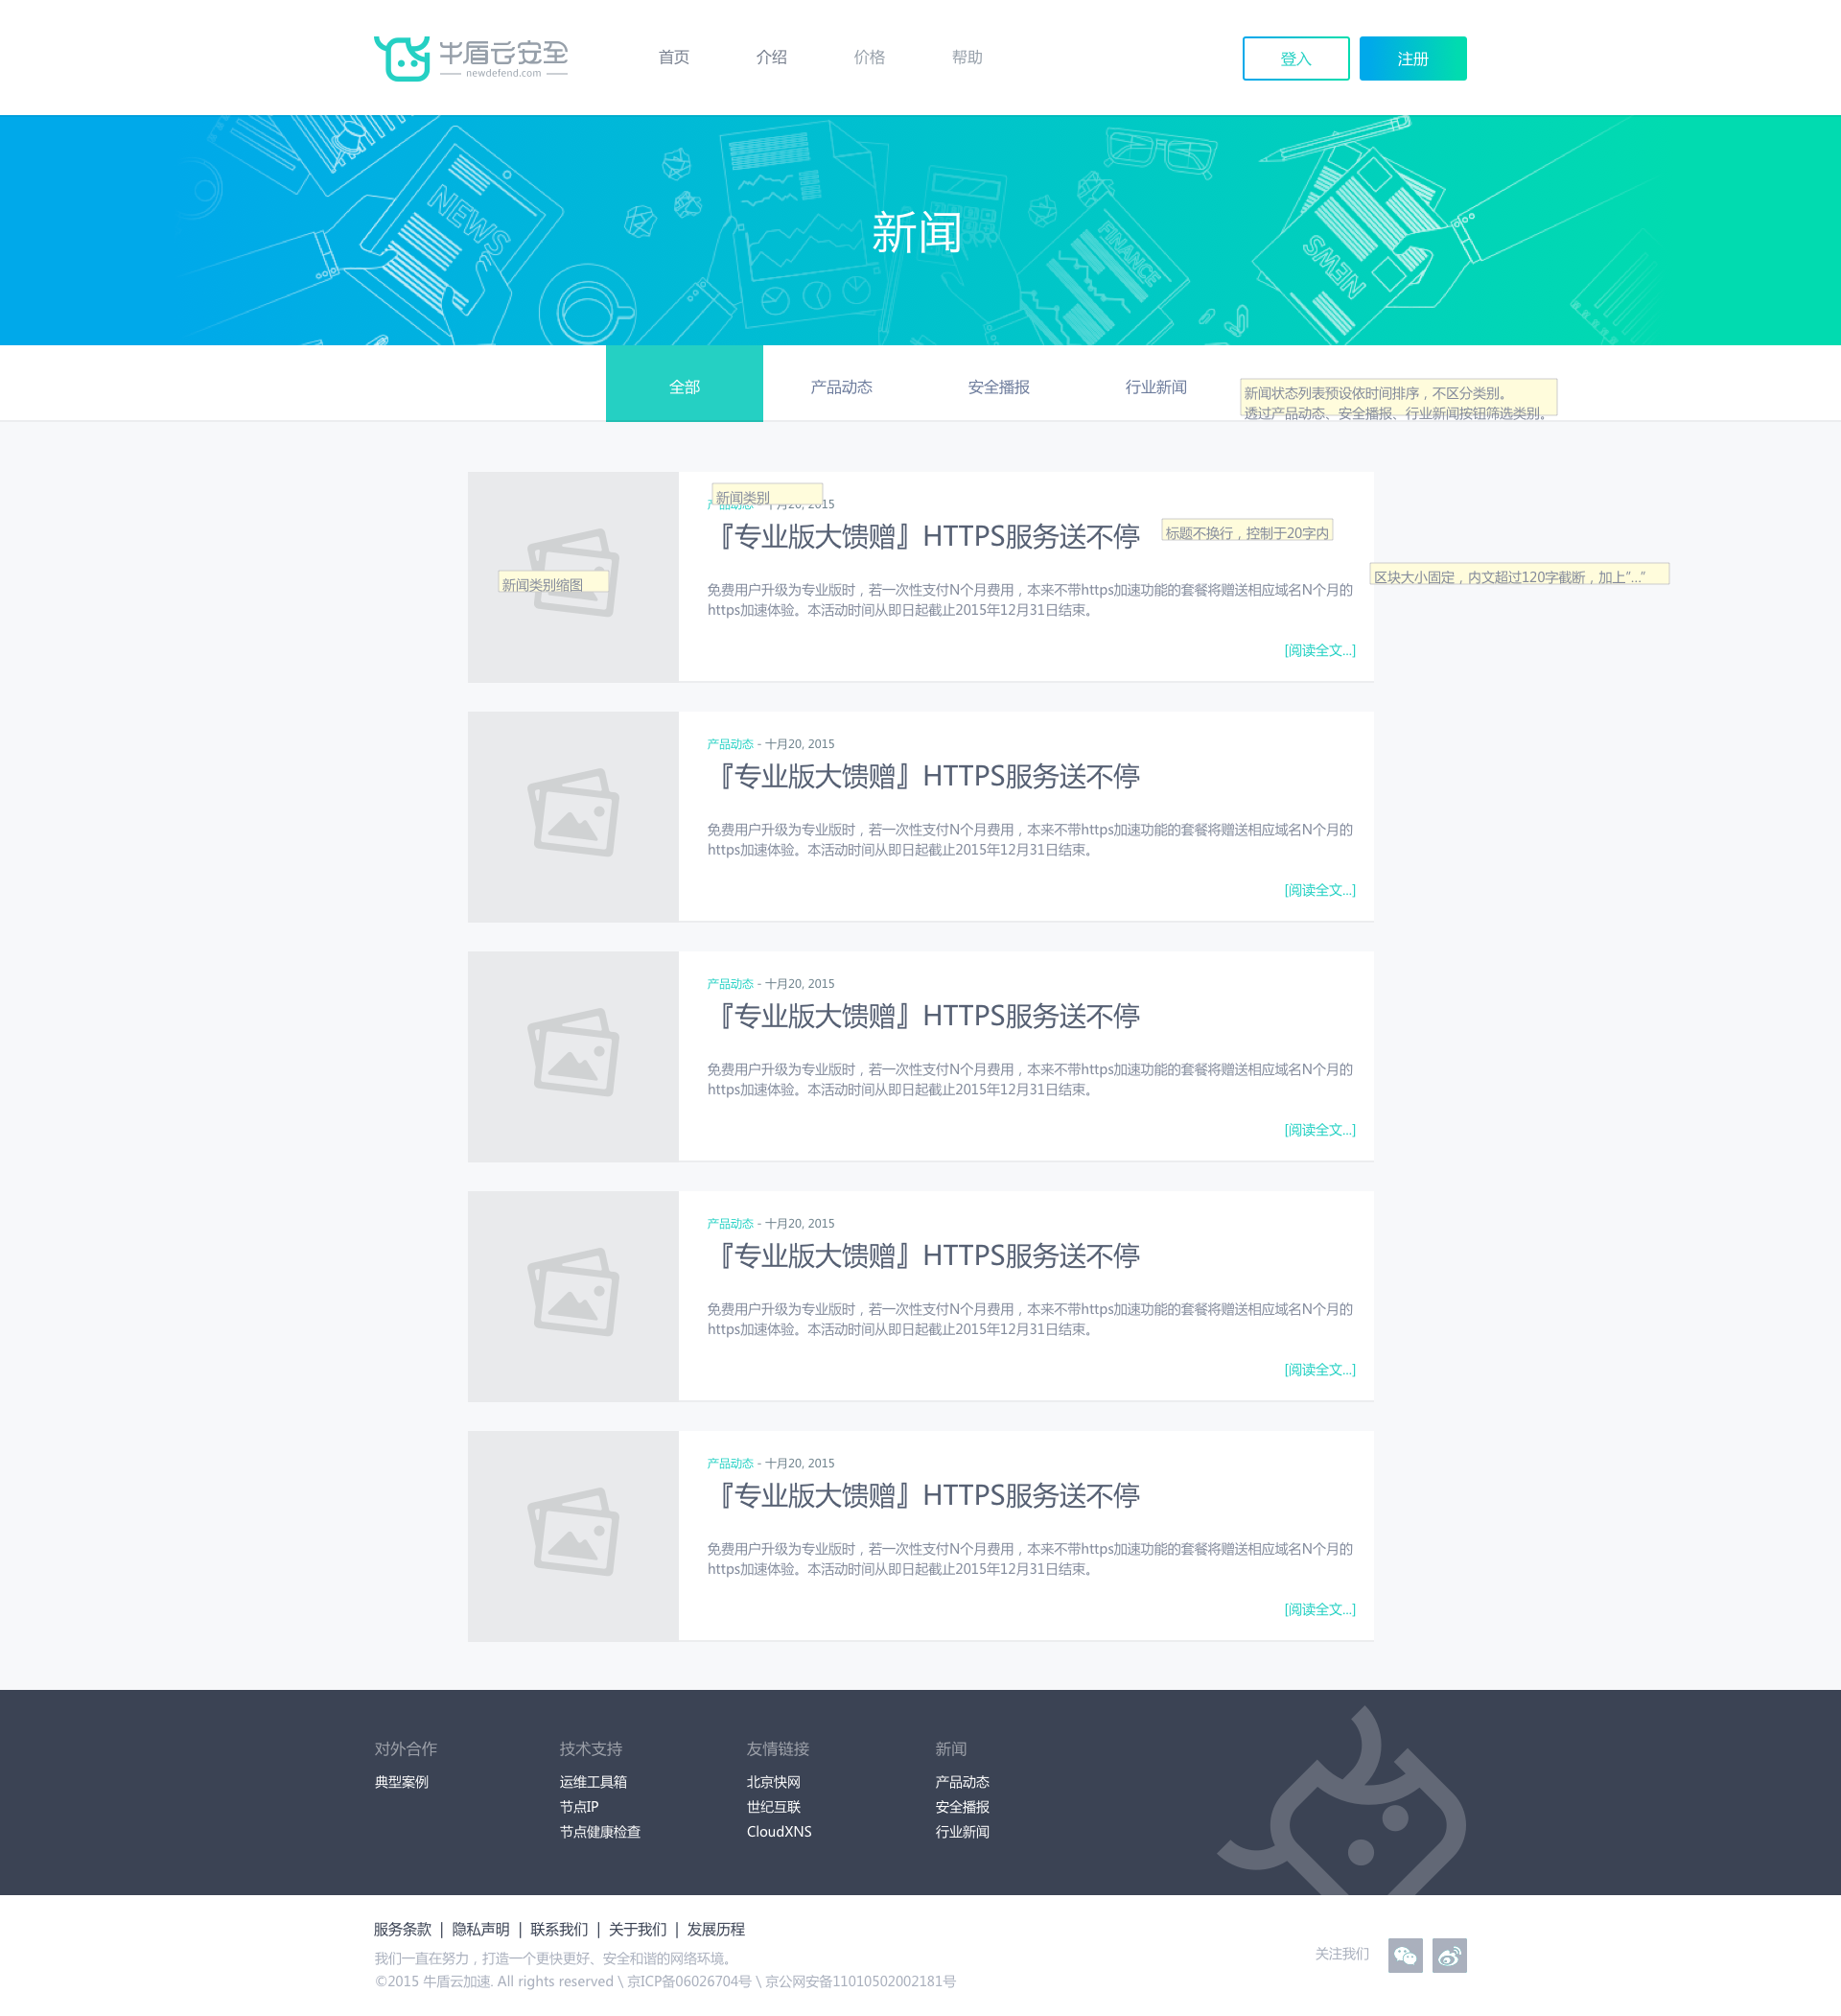 牛盾云安全
newdefend.com
首页 介绍 价格 帮助
登入 注册
NEWS
FINANCE
NEWS
新闻
全部 产品动态 安全播报 行业新闻
新闻状态列表预设依时间排序，不区分类别。
透过产品动态、安全播报、行业新闻按钮筛选类别。
新闻类别
产品动态 - 十月20, 2015
『专业版大馈赠』HTTPS服务送不停
标题不换行，控制于20字内
新闻类别缩图
区块大小固定，内文超过120字截断，加上“...”
免费用户升级为专业版时，若一次性支付N个月费用，本来不带https加速功能的套餐将赠送相应域名N个月的
https加速体验。本活动时间从即日起截止2015年12月31日结束。
[阅读全文...]
产品动态 - 十月20, 2015
『专业版大馈赠』HTTPS服务送不停
免费用户升级为专业版时，若一次性支付N个月费用，本来不带https加速功能的套餐将赠送相应域名N个月的
https加速体验。本活动时间从即日起截止2015年12月31日结束。
[阅读全文...]
产品动态 - 十月20, 2015
『专业版大馈赠』HTTPS服务送不停
免费用户升级为专业版时，若一次性支付N个月费用，本来不带https加速功能的套餐将赠送相应域名N个月的
https加速体验。本活动时间从即日起截止2015年12月31日结束。
[阅读全文...]
产品动态 - 十月20, 2015
『专业版大馈赠』HTTPS服务送不停
免费用户升级为专业版时，若一次性支付N个月费用，本来不带https加速功能的套餐将赠送相应域名N个月的
https加速体验。本活动时间从即日起截止2015年12月31日结束。
[阅读全文...]
产品动态 - 十月20, 2015
『专业版大馈赠』HTTPS服务送不停
免费用户升级为专业版时，若一次性支付N个月费用，本来不带https加速功能的套餐将赠送相应域名N个月的
https加速体验。本活动时间从即日起截止2015年12月31日结束。
[阅读全文...]
对外合作 技术支持 友情链接 新闻
典型案例 运维工具箱 北京快网 产品动态
节点IP 世纪互联 安全播报
节点健康检查 CloudXNS 行业新闻
服务条款 | 隐私声明 | 联系我们 | 关于我们 | 发展历程
我们一直在努力，打造一个更快更好、安全和谐的网络环境。
关注我们
©2015 牛盾云加速. All rights reserved \ 京ICP备06026704号 \ 京公网安备11010502002181号